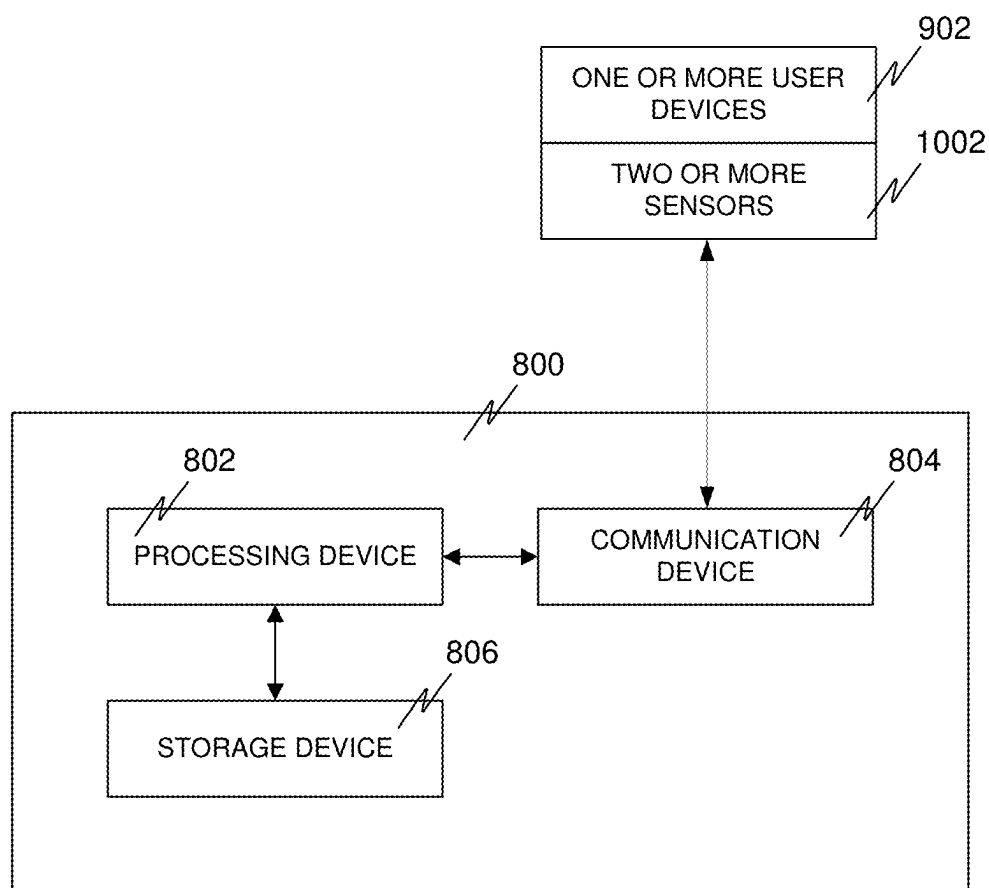 902
ONE OR MORE USER
DEVICES
1002
TWO OR MORE
SENSORS
800
802
804
PROCESSING DEVICE
COMMUNICATION
DEVICE
806
STORAGE DEVICE